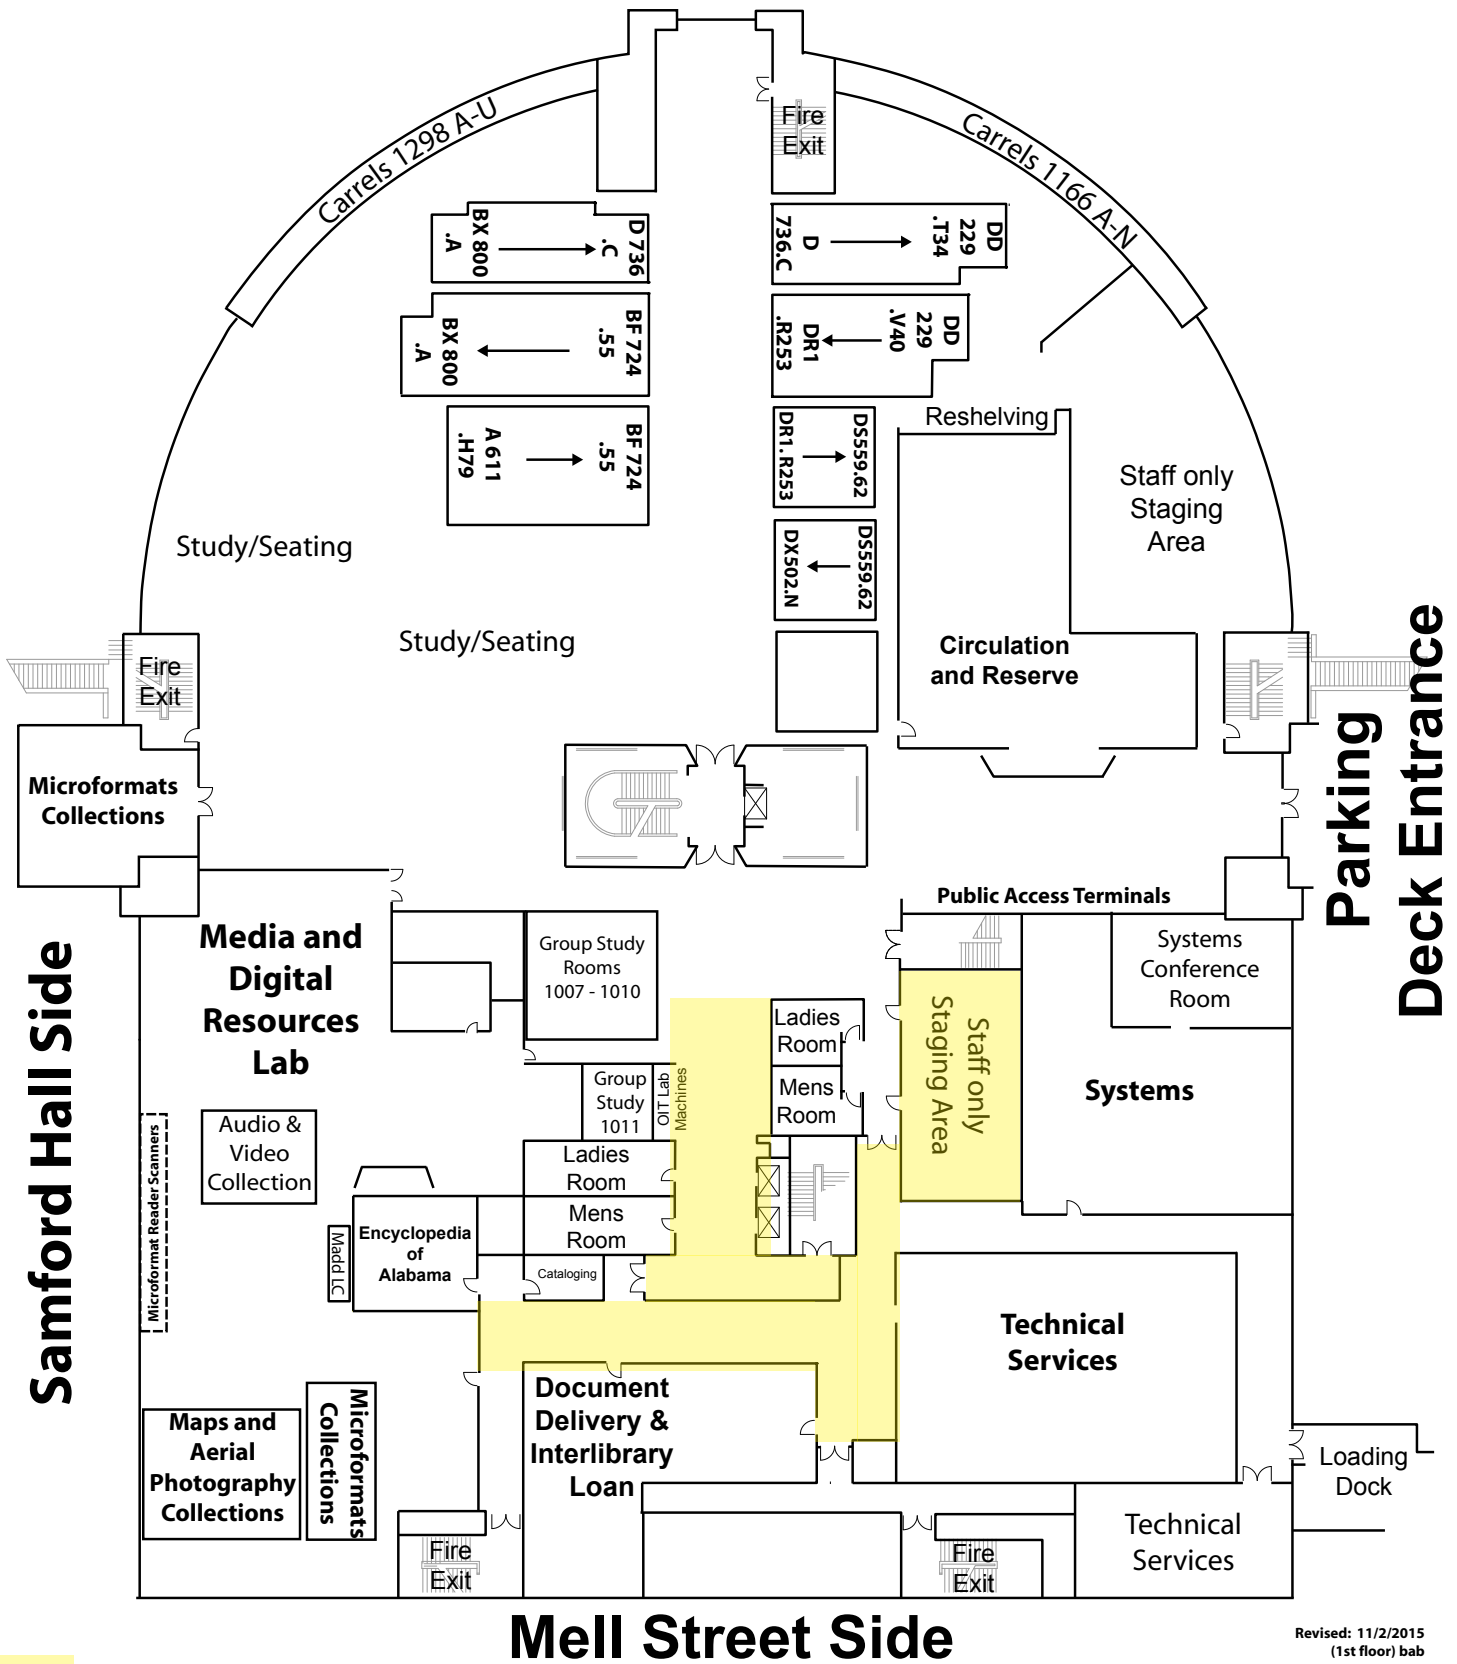 Carrels 1298 A-U
Fire
Exit
Carrels 1166 A-N
BX 800
.A
D 736
.C
D
736.C
DD
229
.T34
BX 800
.A
BF 724
.55
DR1
.R253
DD
229
.V40
A 611
.H79
BF 724
.55
DR1. R253
DS559.62
Reshelving
Staff only
Staging
Area
Study/Seating
DX502.N
DS559.62
Study/Seating
Circulation
and Reserve
Fire
Exit
Parking
Deck Entrance
Microformats
Collections
Public Access Terminals
Samford Hall Side
Media and
Digital
Resources
Lab
Group Study
Rooms
1007 - 1010
Systems
Conference
Room
Ladies
Room
Staff only
Staging Area
Mens
Room
Systems
Group
Study
1011
OIT Lab
Machines
Audio &
Video
Collection
Microformat Reader Scanners
Ladies
Room
Mens
Room
Madd LC
Encyclopedia
of
Alabama
Cataloging
Technical
Services
Document
Delivery &
Interlibrary
Loan
Maps and
Aerial
Photography
Collections
Microformats
Collections
Loading
Dock
Technical
Services
Fire
Exit
Fire
Exit
Mell Street Side
Revised: 11/2/2015
(1st floor) bab